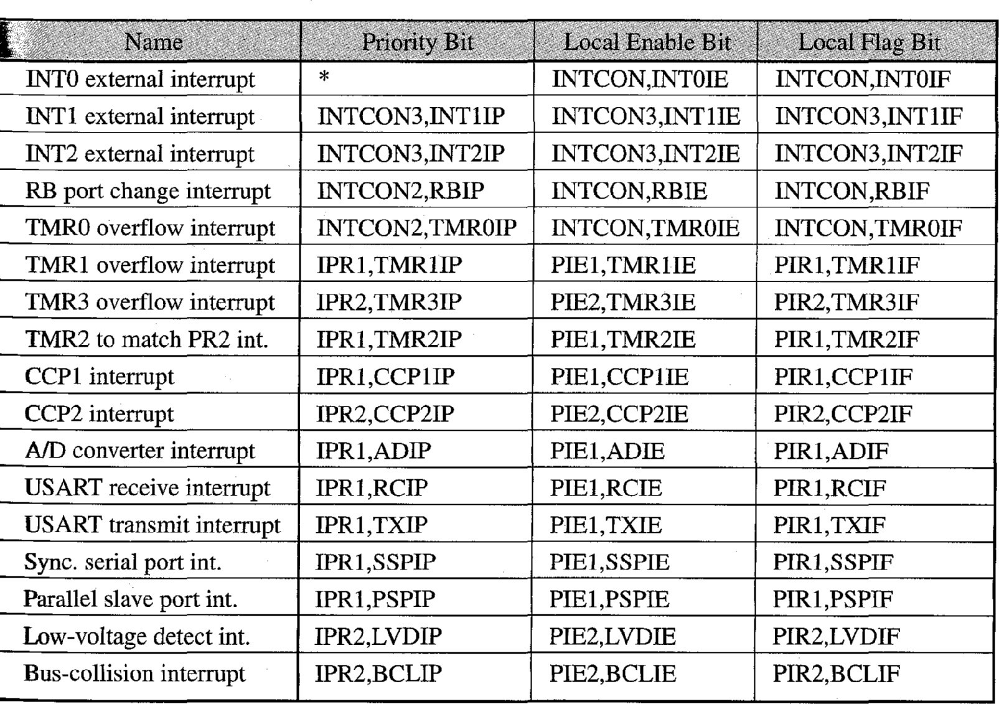 Name Priority Bit Local Enable Bit Local Flag Bit
INT0 external interrupt * INTCON,INT0IE INTCON,INT0IF
INT1 external interrupt INTCON3,INT1IP INTCON3,INT1IE INTCON3,INT1IF
INT2 external interrupt INTCON3,INT2IP INTCON3,INT2IE INTCON3,INT2IF
RB port change interrupt INTCON2,RBIP INTCON,RBIE INTCON,RBIF
TMR0 overflow interrupt INTCON2,TMR0IP INTCON,TMR0IE INTCON,TMR0IF
TMR1 overflow interrupt IPR1,TMR1IP PIE1,TMR1IE PIR1,TMR1IF
TMR3 overflow interrupt IPR2,TMR3IP PIE2,TMR3IE PIR2,TMR3IF
TMR2 to match PR2 int. IPR1,TMR2IP PIE1,TMR2IE PIR1,TMR2IF
CCP1 interrupt IPR1,CCP1IP PIE1,CCP1IE PIR1,CCP1IF
CCP2 interrupt IPR2,CCP2IP PIE2,CCP2IE PIR2,CCP2IF
A/D converter interrupt IPR1,ADIP PIE1,ADIE PIR1,ADIF
USART receive interrupt IPR1,RCIP PIE1,RCIE PIR1,RCIF
USART transmit interrupt IPR1,TXIP PIE1,TXIE PIR1,TXIF
Sync. serial port int. IPR1,SSPIP PIE1,SSPIE PIR1,SSPIF
Parallel slave port int. IPR1,PSPIP PIE1,PSPIE PIR1,PSPIF
Low-voltage detect int. IPR2,LVDIP PIE2,LVDIE PIR2,LVDIF
Bus-collision interrupt IPR2,BCLIP PIE2,BCLIE PIR2,BCLIF